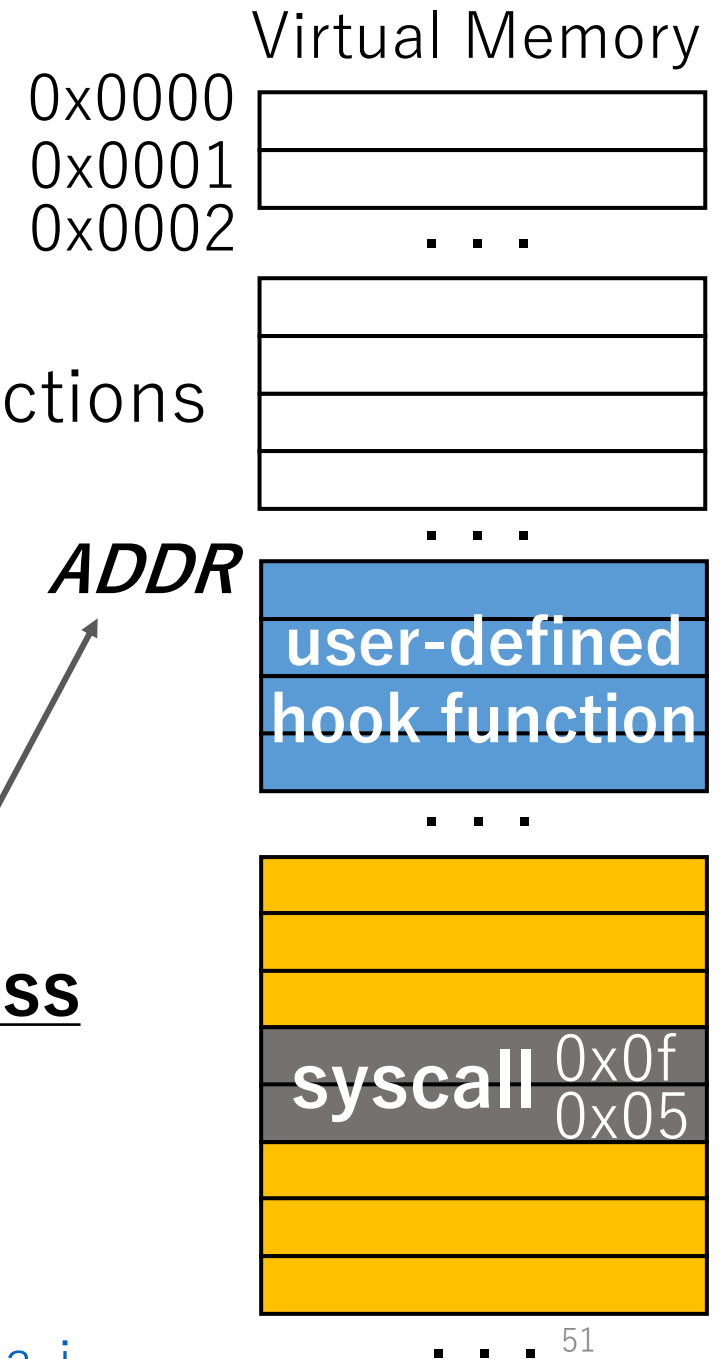 Virtual Memory
0x0000
0x0001
0x0002
. . .
ctions
. . .
ADDR
user-defined
hook function
. . .
ss
syscall 0x0f
0x05
. . . 51